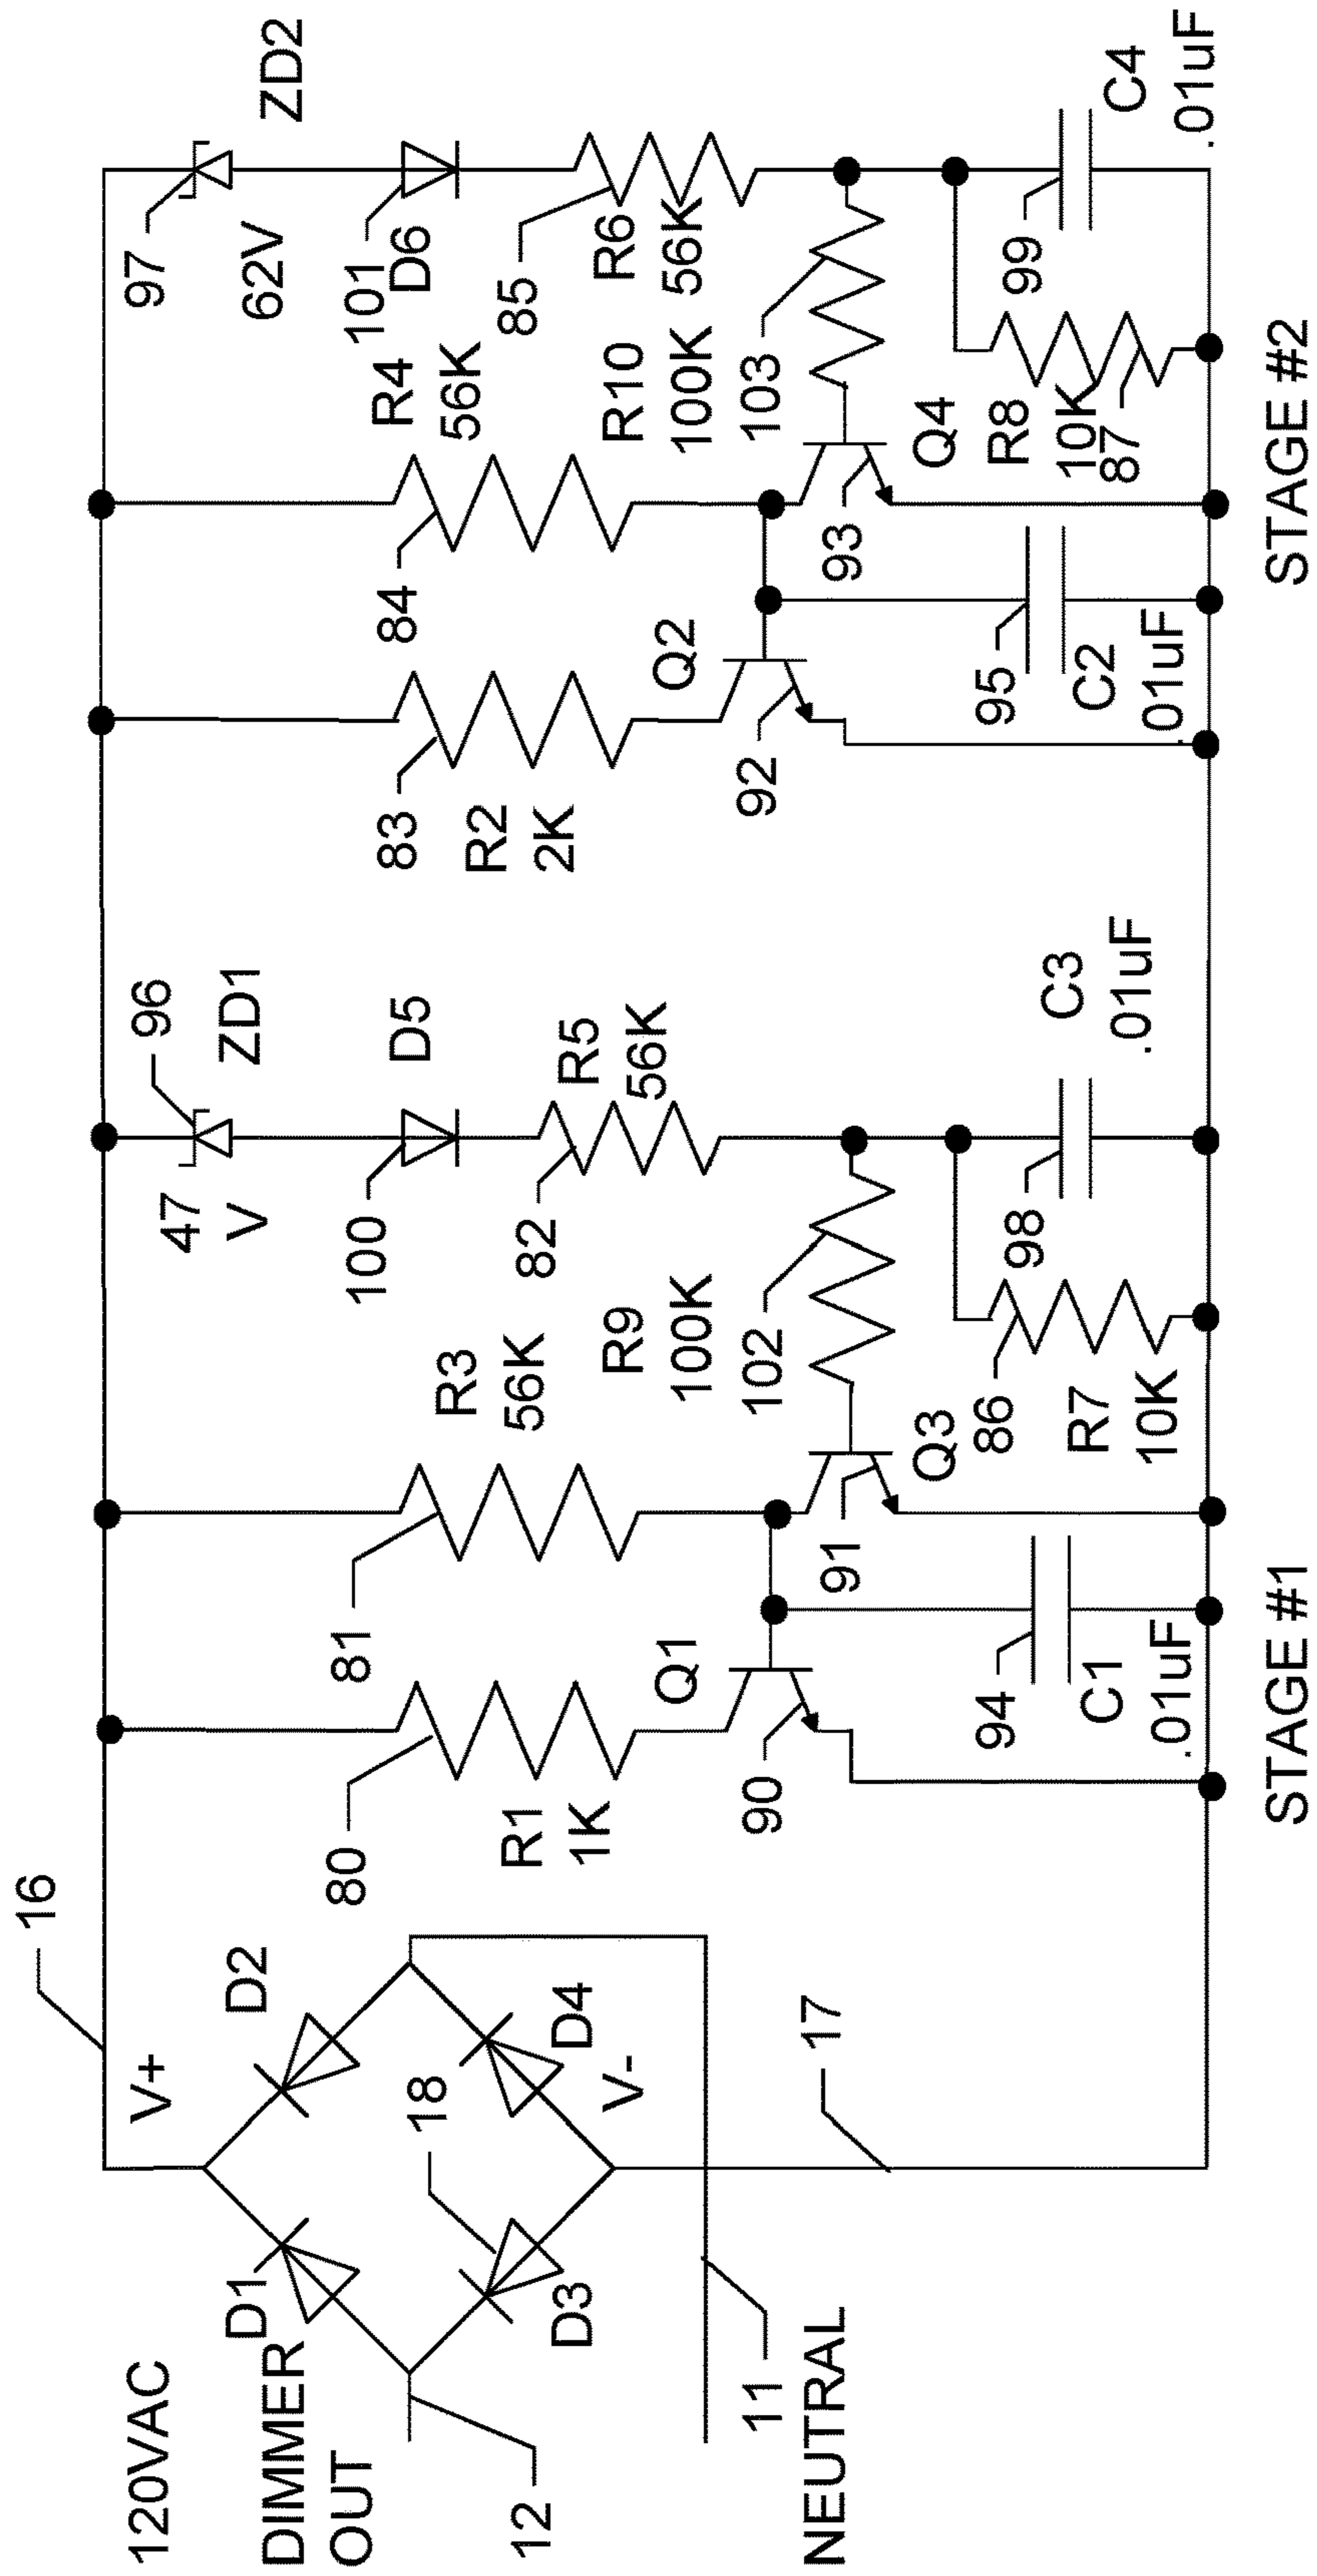 120VAC
DIMMER
OUT
12
11
NEUTRAL
D1
D2
D3
D4
18
V+
V-
16
17
80
R1
1K
81
R3
56K
Q1
90
94
C1
.01uF
91
Q3
R9
100K
102
47
V
96
ZD1
100
D5
82
R5
56K
86
R7
10K
98
C3
.01uF
STAGE #1
83
R2
2K
84
R4
56K
Q2
92
95
C2
.01uF
93
Q4
R10
100K
103
97
ZD2
62V
101
D6
85
R6
56K
R8
10K
87
99
C4
.01uF
STAGE #2